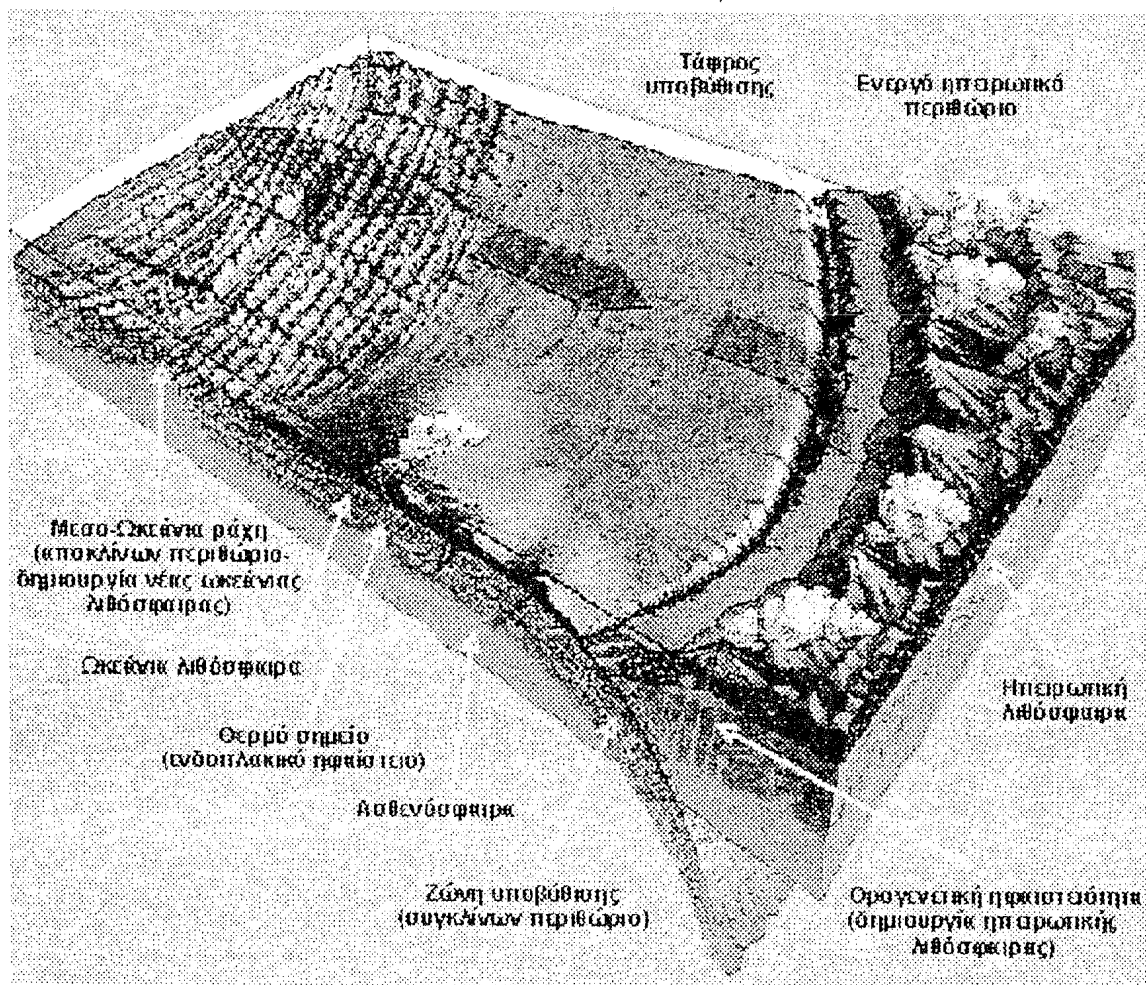 Τάφρος
υποβύθισης
Ενεργό ηπειρωτικό
περιθώριο
Μεσο-Ωκεάνια ράχη
(αποκλίνων περιθώριο-
δημιουργία νέας ωκεάνιας
λιθόσφαιρας)
Ωκεάνια λιθόσφαιρα
Θερμό σημείο
(ενδοπλακικό ηφαίστειο)
Ασθενόσφαιρα
Ζώνη υποβύθισης
(συγκλίνων περιθώριο)
Ηπειρωτική
λιθόσφαιρα
Ορογενετική ηφαιστειότητα
(δημιουργία ηπειρωτικής
λιθόσφαιρας)